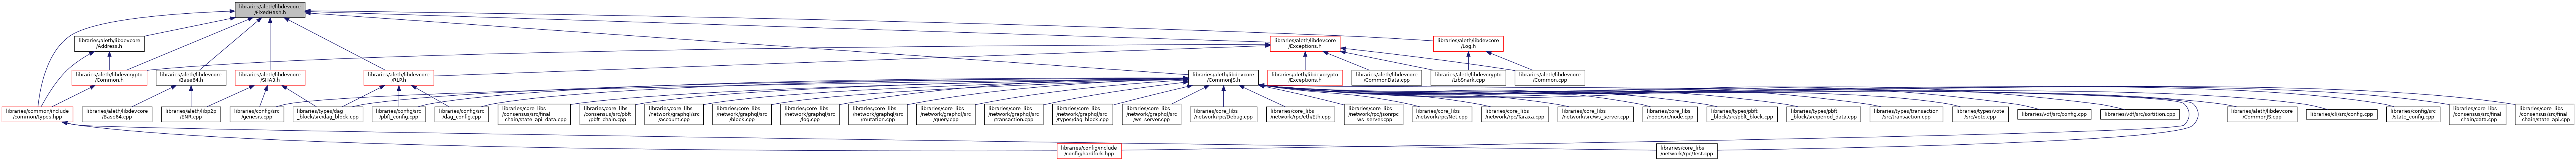 libraries/aleth/libdevcore
/FixedHash.h
libraries/aleth/libdevcore
/Address.h
libraries/aleth/libdevcore
/Exceptions.h
libraries/aleth/libdevcore
/Log.h
libraries/aleth/libdevcrypto
/Common.h
libraries/aleth/libdevcore
/Base64.h
libraries/aleth/libdevcore
/SHA3.h
libraries/aleth/libdevcore
/RLP.h
libraries/aleth/libdevcore
/CommonJS.h
libraries/aleth/libdevcrypto
/Exceptions.h
libraries/aleth/libdevcore
/CommonData.cpp
libraries/aleth/libdevcrypto
/LibSnark.cpp
libraries/aleth/libdevcore
/Common.cpp
libraries/common/include
/common/types.hpp
libraries/aleth/libdevcore
/Base64.cpp
libraries/aleth/libp2p
/ENR.cpp
libraries/config/src
/genesis.cpp
libraries/types/dag
_block/src/dag_block.cpp
libraries/config/src
/pbft_config.cpp
libraries/config/src
/dag_config.cpp
libraries/core_libs
/consensus/src/final
_chain/state_api_data.cpp
libraries/core_libs
/consensus/src/pbft
/pbft_chain.cpp
libraries/core_libs
/network/graphql/src
/account.cpp
libraries/core_libs
/network/graphql/src
/block.cpp
libraries/core_libs
/network/graphql/src
/log.cpp
libraries/core_libs
/network/graphql/src
/mutation.cpp
libraries/core_libs
/network/graphql/src
/query.cpp
libraries/core_libs
/network/graphql/src
/transaction.cpp
libraries/core_libs
/network/graphql/src
/types/dag_block.cpp
libraries/core_libs
/network/graphql/src
/ws_server.cpp
libraries/core_libs
/network/rpc/Debug.cpp
libraries/core_libs
/network/rpc/eth/Eth.cpp
libraries/core_libs
/network/rpc/jsonrpc
_ws_server.cpp
libraries/core_libs
/network/rpc/Net.cpp
libraries/core_libs
/network/rpc/Taraxa.cpp
libraries/core_libs
/network/src/ws_server.cpp
libraries/core_libs
/node/src/node.cpp
libraries/types/pbft
_block/src/pbft_block.cpp
libraries/types/pbft
_block/src/period_data.cpp
libraries/types/transaction
/src/transaction.cpp
libraries/types/vote
/src/vote.cpp
libraries/vdf/src/config.cpp
libraries/vdf/src/sortition.cpp
libraries/aleth/libdevcore
/CommonJS.cpp
libraries/cli/src/config.cpp
libraries/config/src
/state_config.cpp
libraries/core_libs
/consensus/src/final
_chain/data.cpp
libraries/core_libs
/consensus/src/final
_chain/state_api.cpp
libraries/config/include
/config/hardfork.hpp
libraries/core_libs
/network/rpc/Test.cpp